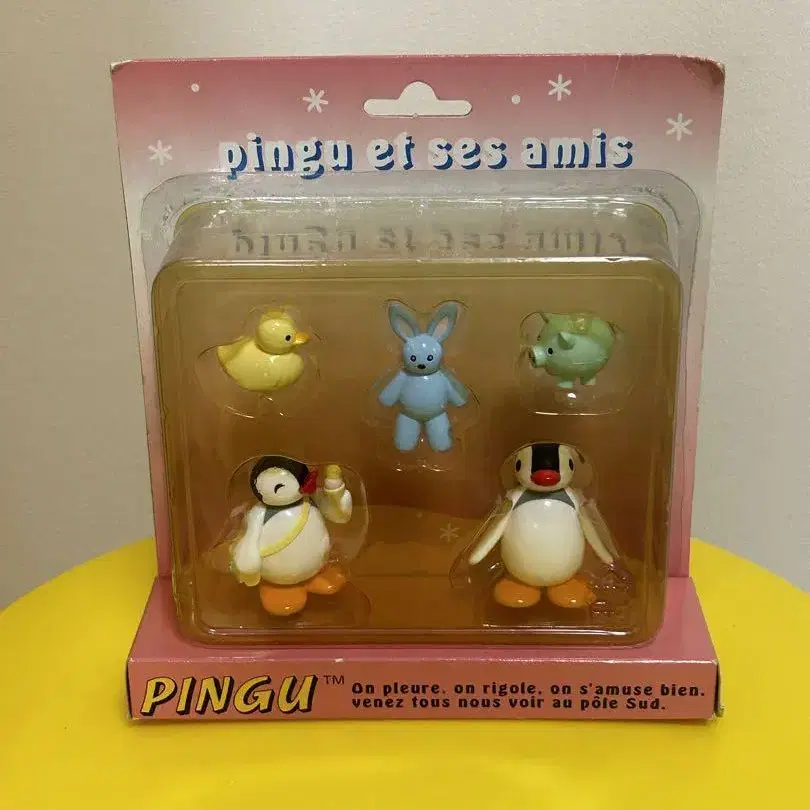 pingu et ses amis
PINGU™
On pleure, on rigole, on s'amuse bien.
venez tous nous voir au pôle Sud.